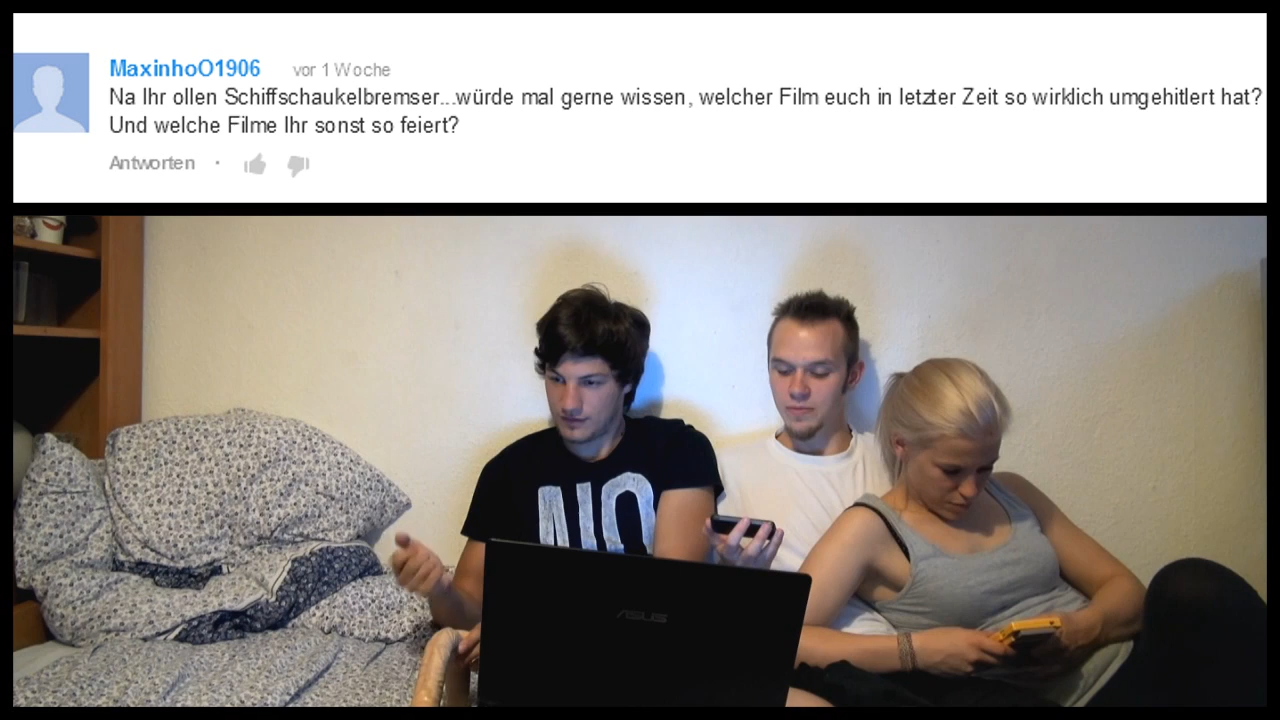 MaxinhoO1906 vor 1 Woche
Na Ihr ollen Schiffschaukelbremser...würde mal gerne wissen, welcher Film euch in letzter Zeit so wirklich umgehitlert hat?
Und welche Filme Ihr sonst so feiert?
Antworten ·
NO
ASUS